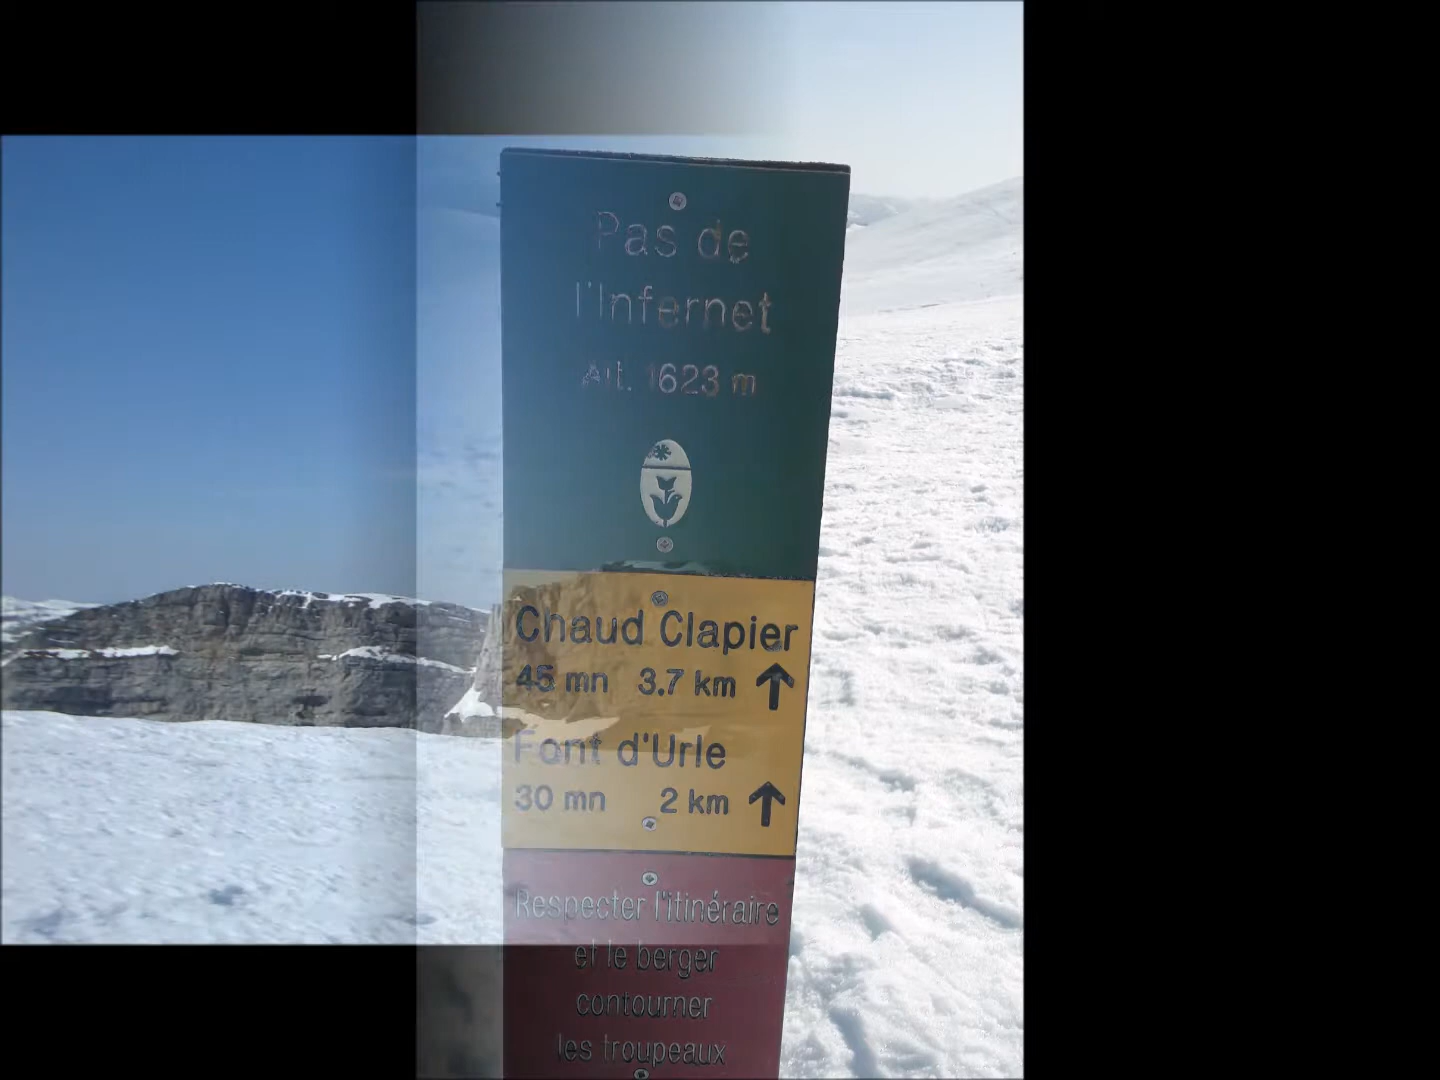 Pas de
l'Infernet
Alt. 1623 m
Chaud Clapier
45 mn 3.7 km ↑
Font d'Urle
30 mn 2 km ↑
Respecter l'itinéraire
et le berger
contourner
les troupeaux